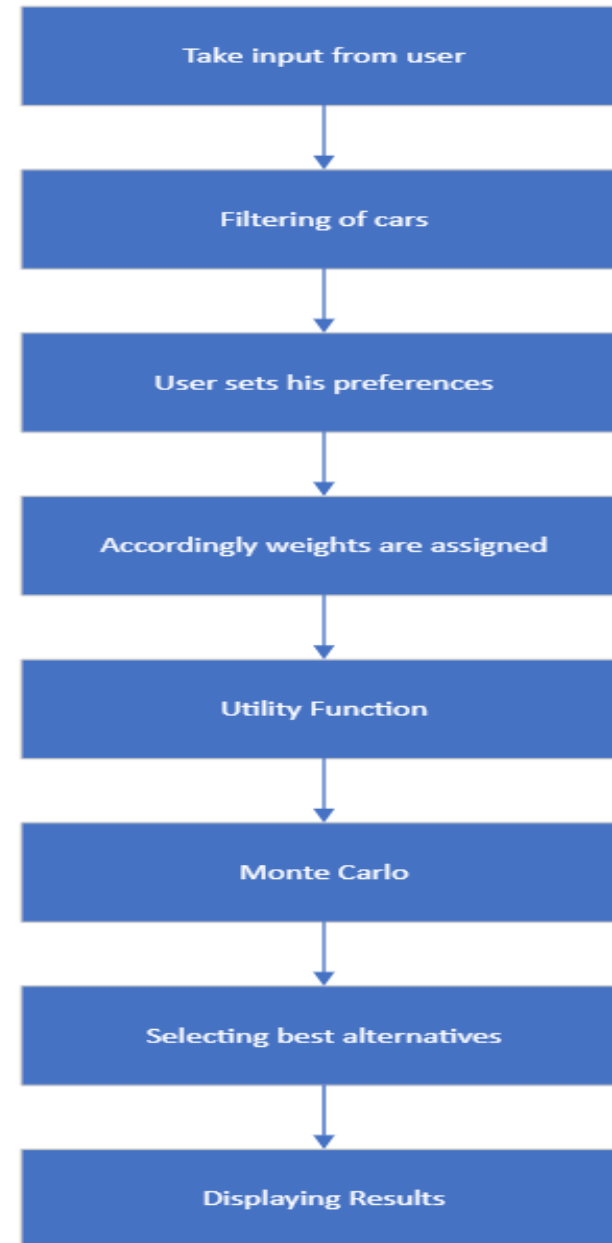 Take input from user
Filtering of cars
User sets his preferences
Accordingly weights are assigned
Utility Function
Monte Carlo
Selecting best alternatives
Displaying Results